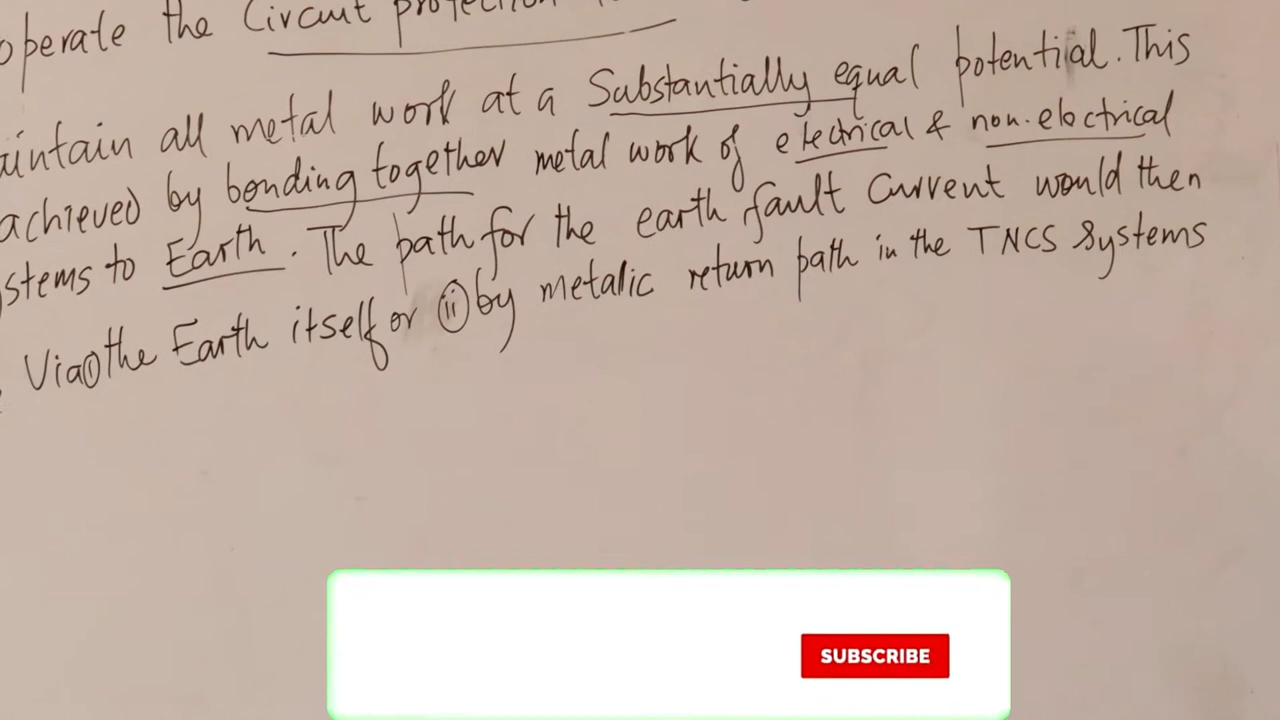 operate the Circuit protection
aintain all metal work at a Substantially equal potential. This
achieved by bonding together metal work of electrical & non-electrical
stems to Earth. The path for the earth fault Current would then
Via (i) the Earth itself or (ii) by metalic return path in the TNCS Systems
SUBSCRIBE